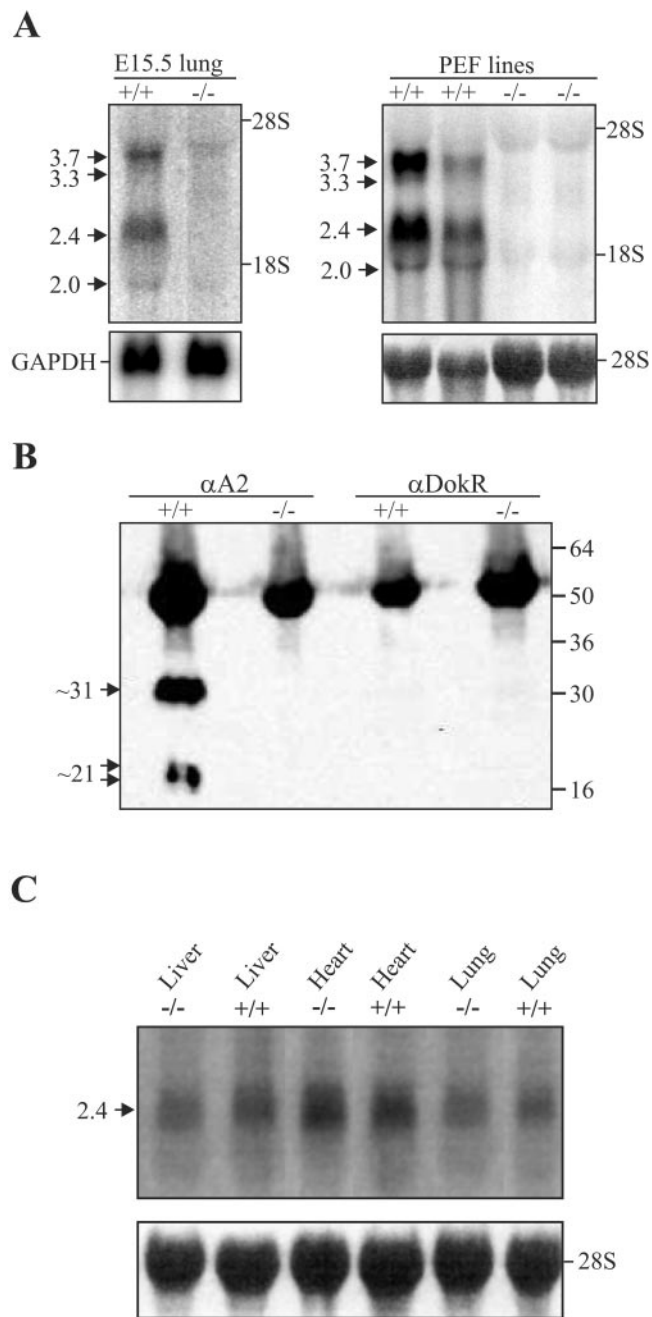 A
E15.5 lung
+/+ -/-
28S
3.7
3.3
2.4
18S
2.0
GAPDH
PEF lines
+/+ +/+ -/- -/-
28S
3.7
3.3
2.4
18S
2.0
28S
B
αA2 αDokR
+/+ -/- +/+ -/-
64
50
36
~31 30
~21
16
C
Liver Liver Heart Heart Lung Lung
-/- +/+ -/- +/+ -/- +/+
2.4
28S